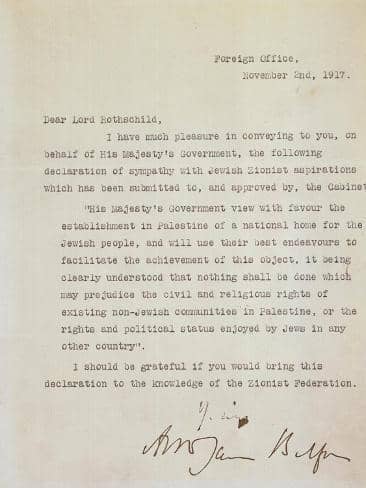 Foreign Office,
November 2nd, 1917.
Dear Lord Rothschild,
I have much pleasure in conveying to you, on
behalf of His Majesty's Government, the following
declaration of sympathy with Jewish Zionist aspirations
which has been submitted to, and approved by, the Cabinet
"His Majesty's Government view with favour the
establishment in Palestine of a national home for the
Jewish people, and will use their best endeavours to
facilitate the achievement of this object, it being
clearly understood that nothing shall be done which
may prejudice the civil and religious rights of
existing non-Jewish communities in Palestine, or the
rights and political status enjoyed by Jews in any
other country".
I should be grateful if you would bring this
declaration to the knowledge of the Zionist Federation.